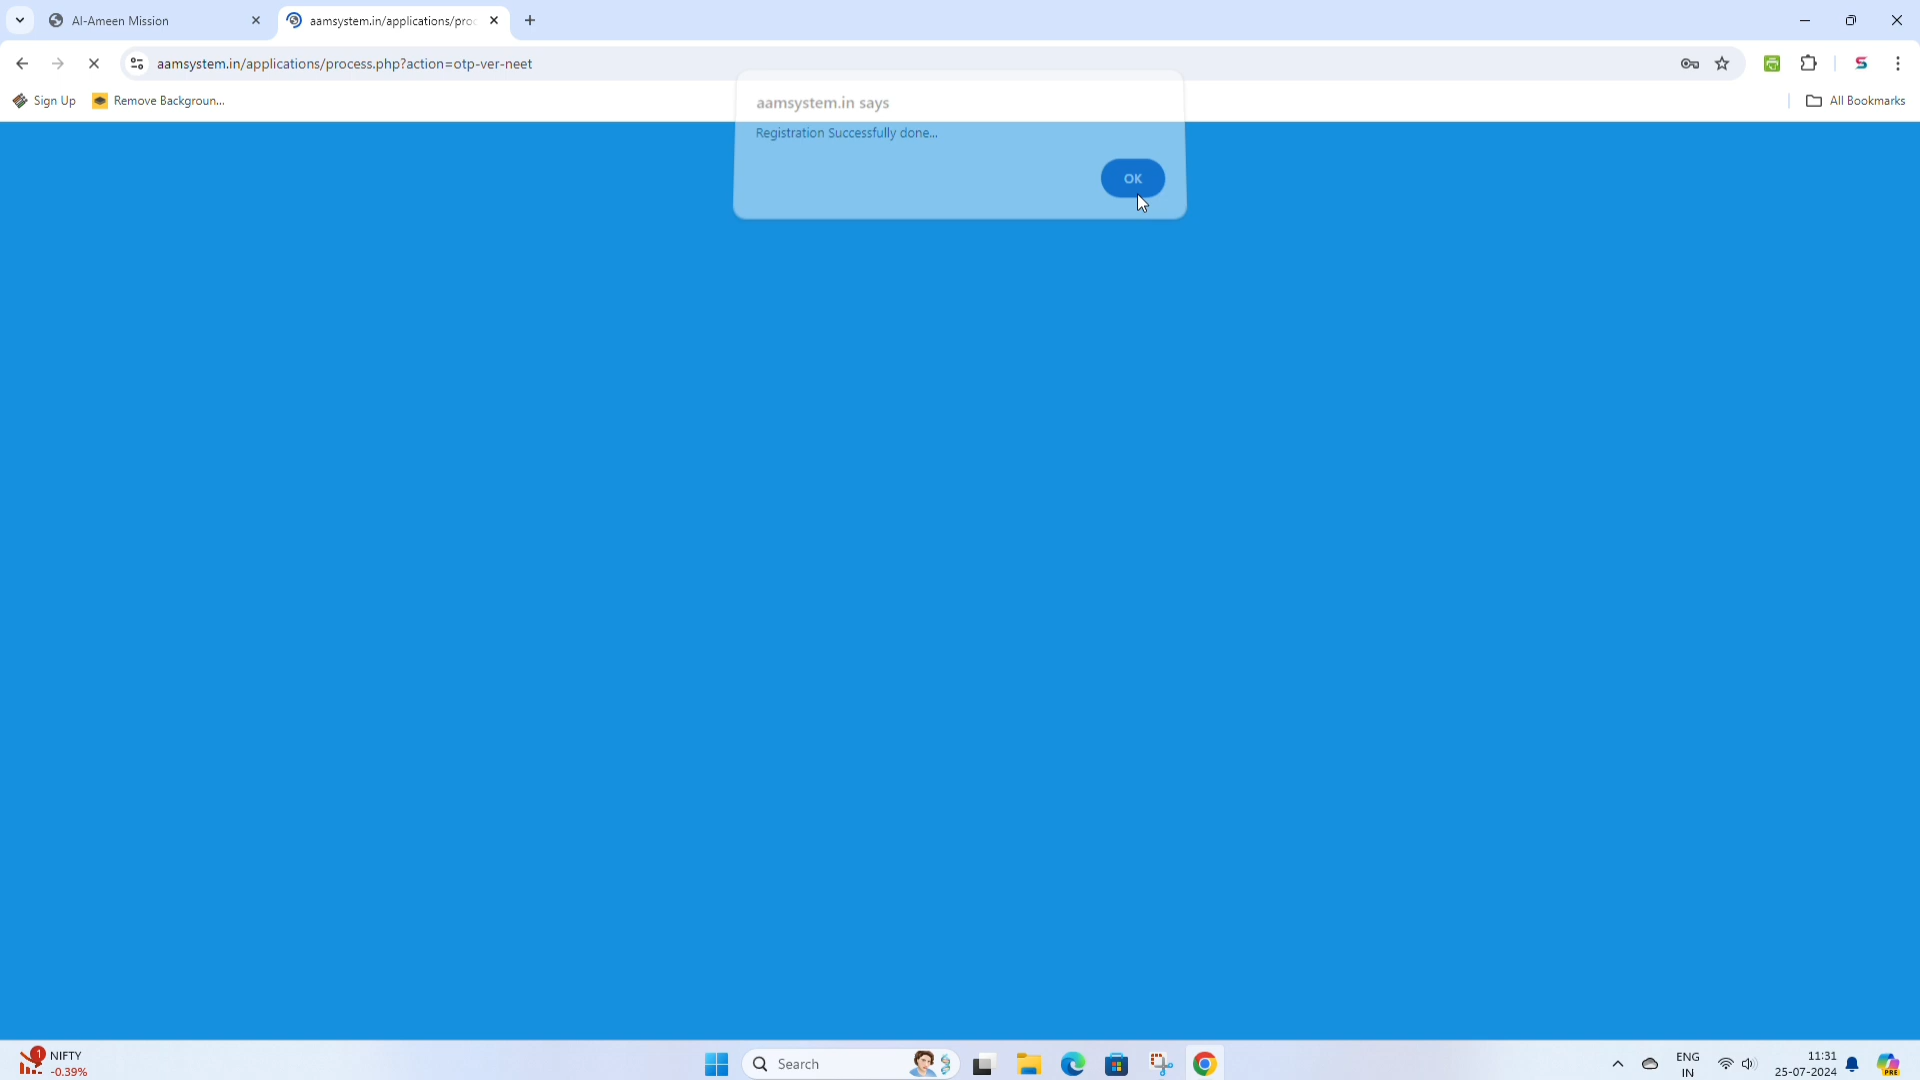 Al-Ameen Mission
aamsystem.in/applications/proc
aamsystem.in/applications/process.php?action=otp-ver-neet
Sign Up
Remove Backgroun...
All Bookmarks
aamsystem.in says
Registration Successfully done...
OK
1
NIFTY
-0.39%
Search
ENG
IN
11:31
25-07-2024
PRE